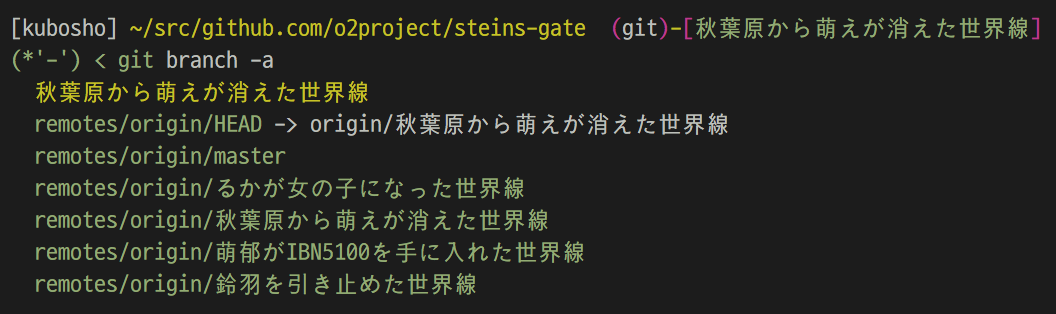 [kubosho] ~/src/github.com/o2project/steins-gate (git)-[秋葉原から萌えが消えた世界線]
(*'-') < git branch -a
秋葉原から萌えが消えた世界線
remotes/origin/HEAD -> origin/秋葉原から萌えが消えた世界線
remotes/origin/master
remotes/origin/るかが女の子になった世界線
remotes/origin/秋葉原から萌えが消えた世界線
remotes/origin/萌郁がIBN5100を手に入れた世界線
remotes/origin/鈴羽を引き止めた世界線